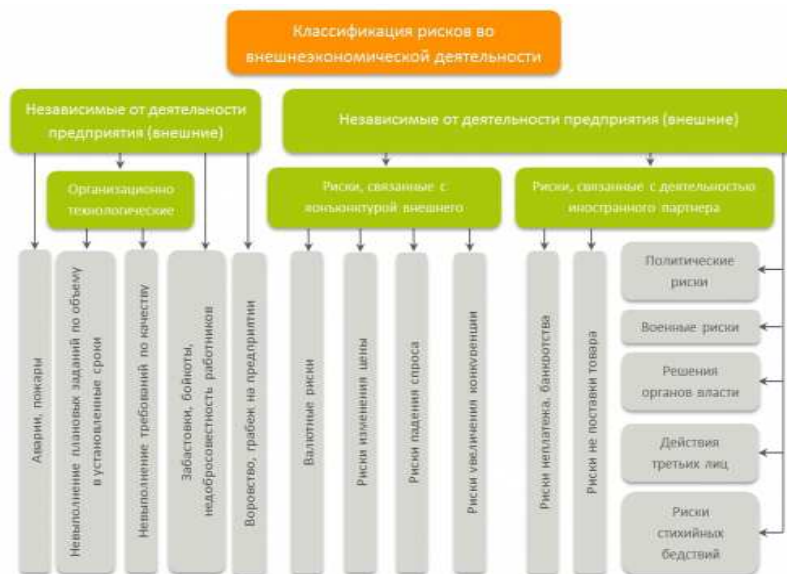 Классификация рисков во
внешнеэкономической деятельности
Независимые от деятельности
предприятия (внешние)
Независимые от деятельности предприятия (внешние)
Организационно
технологические
Риски, связанные с
конъюнктурой внешнего
Риски, связанные с деятельностью
иностранного партнера
Аварии, пожары
Невыполнение плановых заданий по объему
в установленные сроки
Невыполнение требований по качеству
Забастовки, бойкоты,
недобросовестность работников
Воровство, грабеж на предприятии
Валютные риски
Риски изменения цены
Риски падения спроса
Риски увеличения конкуренции
Риски неплатежа, банкротства
Риски не поставки товара
Политические
риски
Военные риски
Решения
органов власти
Действия
третьих лиц
Риски
стихийных
бедствий